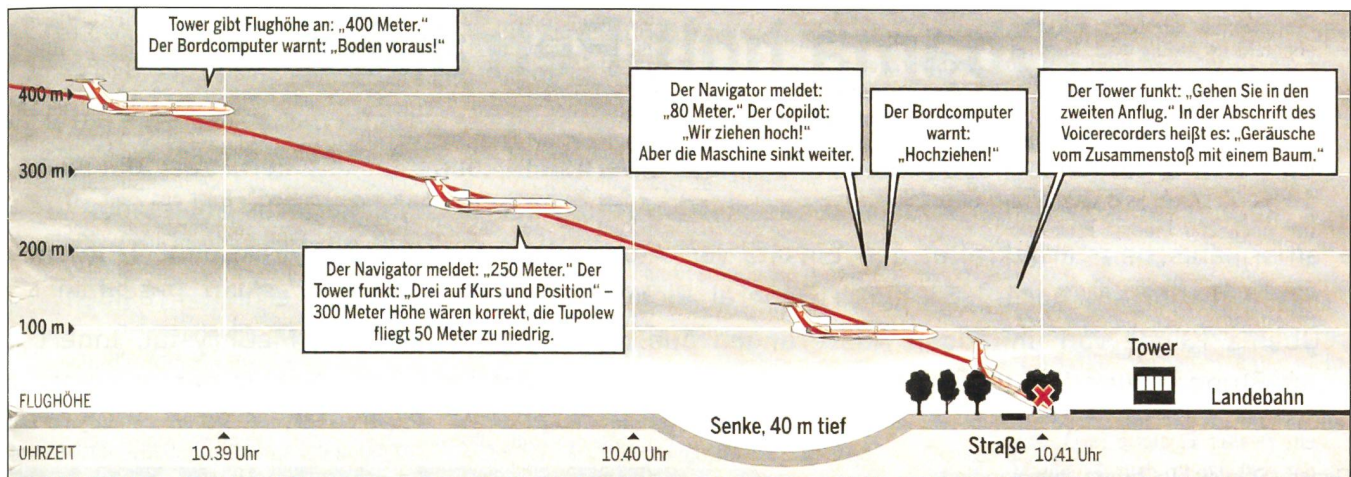 Tower gibt Flughöhe an: „400 Meter.“
Der Bordcomputer warnt: „Boden voraus!“
Der Navigator meldet:
„80 Meter.“ Der Copilot:
„Wir ziehen hoch!“
Aber die Maschine sinkt weiter.
Der Bordcomputer
warnt:
„Hochziehen!“
Der Tower funkt: „Gehen Sie in den
zweiten Anflug.“ In der Abschrift des
Voicerecorders heißt es: „Geräusche
vom Zusammenstoß mit einem Baum.“
400 m
300 m
200 m
100 m
Der Navigator meldet: „250 Meter.“ Der
Tower funkt: „Drei auf Kurs und Position“ –
300 Meter Höhe wären korrekt, die Tupolew
fliegt 50 Meter zu niedrig.
Tower
Landebahn
FLUGHÖHE
Senke, 40 m tief
Straße
UHRZEIT
10.39 Uhr
10.40 Uhr
10.41 Uhr